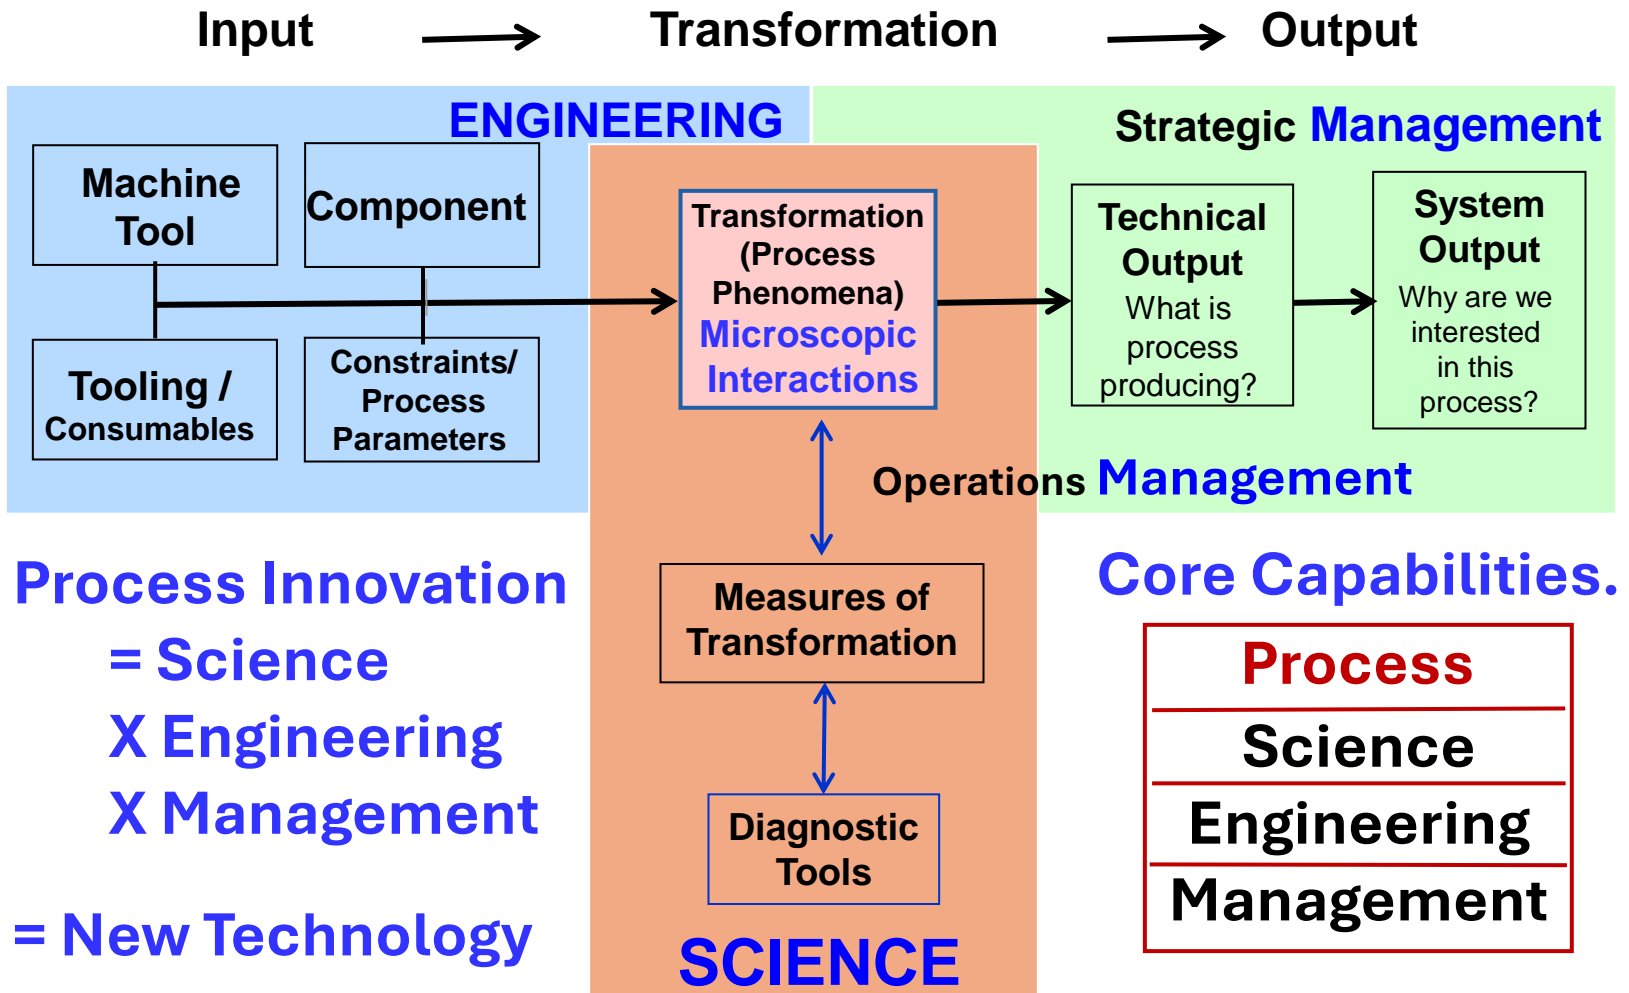 Input
Transformation
Output
ENGINEERING
Strategic Management
Machine
Tool
Component
Tooling /
Consumables
Constraints/
Process
Parameters
Transformation
(Process
Phenomena)
Microscopic
Interactions
Technical
Output
What is
process
producing?
System
Output
Why are we
interested
in this
process?
Operations Management
Measures of
Transformation
Diagnostic
Tools
SCIENCE
Process Innovation
= Science
X Engineering
X Management
= New Technology
Core Capabilities.
Process
Science
Engineering
Management